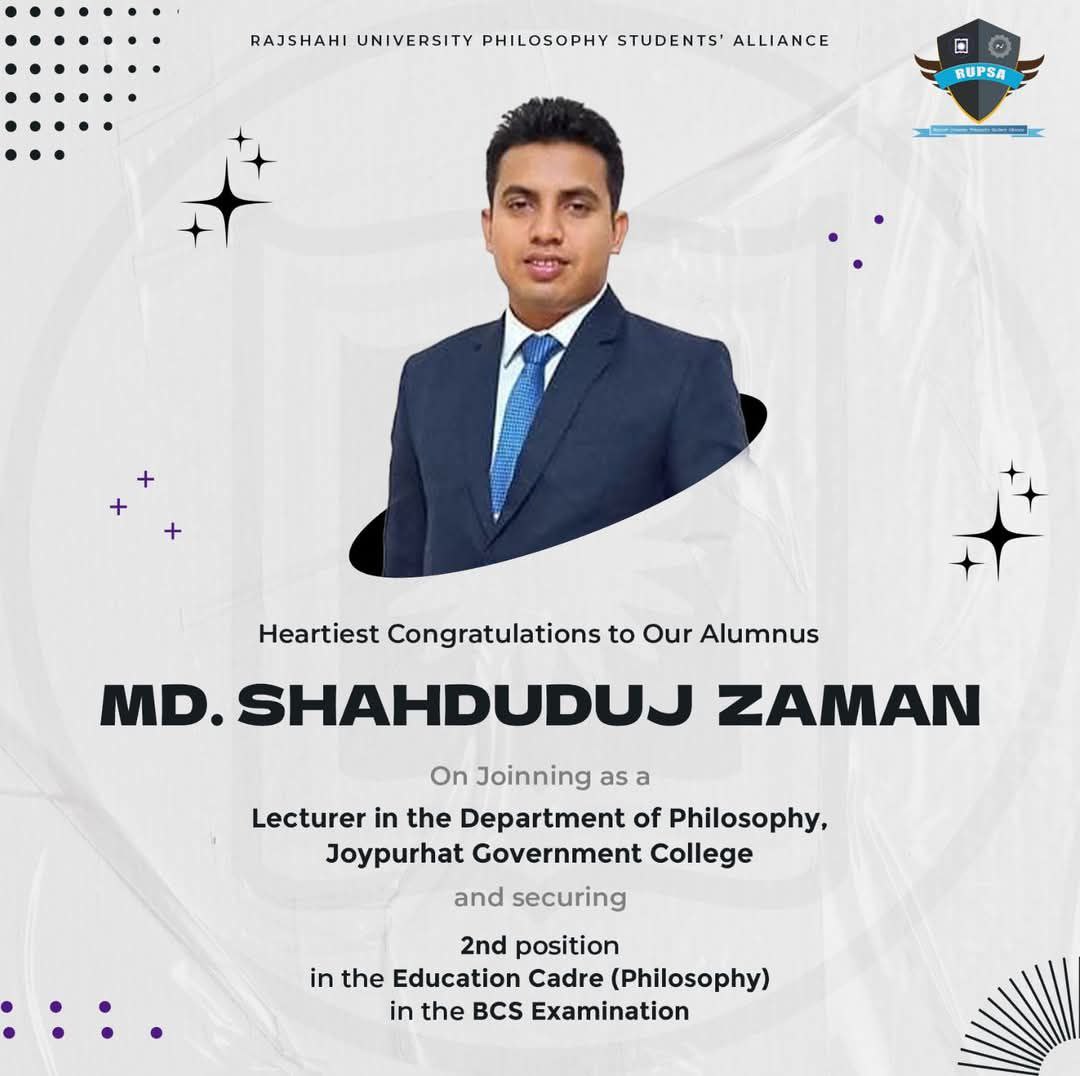 RAJSHAHI UNIVERSITY PHILOSOPHY STUDENTS’ ALLIANCE
RUPSA
Heartiest Congratulations to Our Alumnus
MD. SHAHDUDUJ ZAMAN
On Joinning as a
Lecturer in the Department of Philosophy,
Joypurhat Government College
and securing
2nd position
in the Education Cadre (Philosophy)
in the BCS Examination